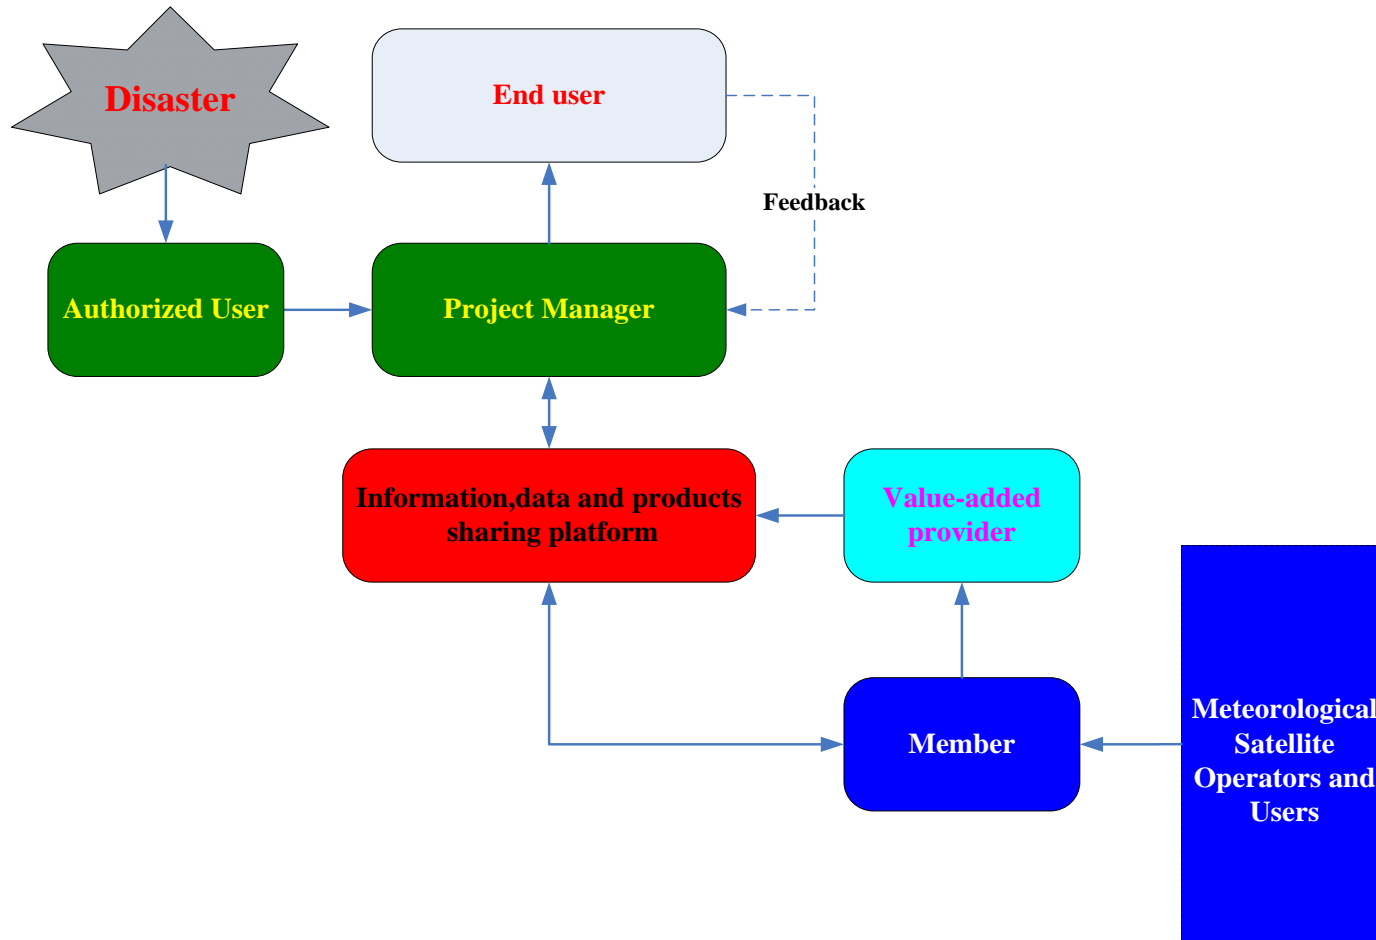 Disaster
End user
Feedback
Authorized User
Project Manager
Information,data and products
sharing platform
Value-added
provider
Member
Meteorological
Satellite
Operators and
Users